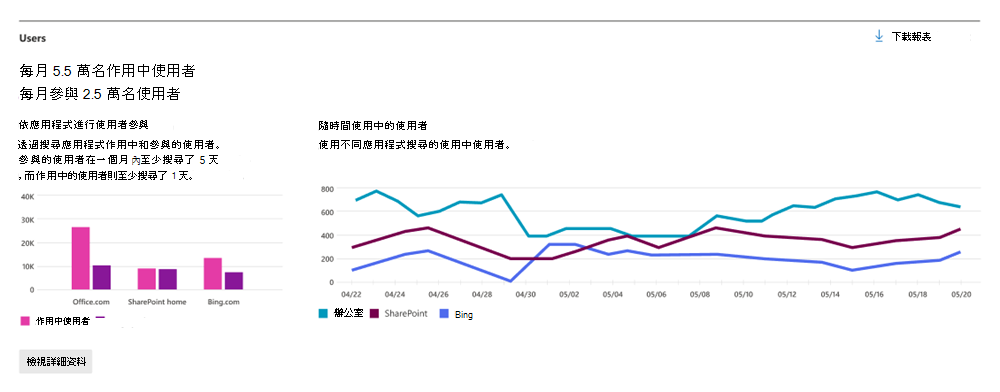 Users
下載報表
每月 5.5 萬名作用中使用者
每月參與 2.5 萬名使用者
依應用程式進行使用者參與
透過搜尋應用程式作用中和參與的使用者。
參與的使用者在一個月內至少搜尋了 5 天
,而作用中的使用者則至少搜尋了 1 天。
40K
30K
20K
10K
0
Office.com SharePoint home Bing.com
作用中使用者
隨時間使用中的使用者
使用不同應用程式搜尋的使用中使用者。
800
600
400
200
0
04/22 04/24 04/26 04/28 04/30 05/02 05/04 05/06 05/08 05/10 05/12 05/14 05/16 05/18 05/20
辦公室 SharePoint Bing
檢視詳細資料